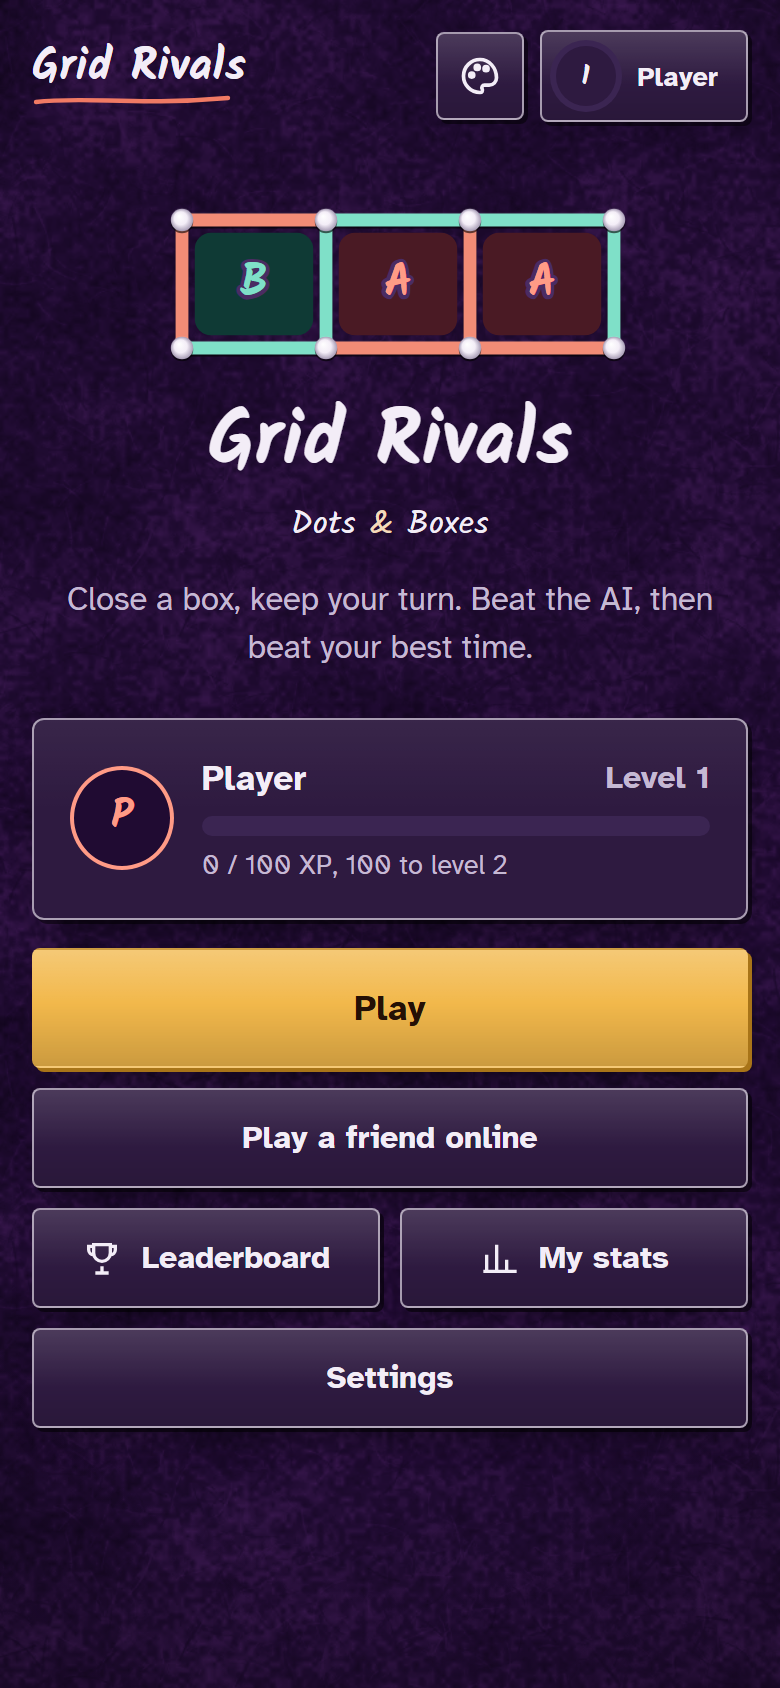 Grid Rivals
1 Player
B A A
Grid Rivals
Dots & Boxes
Close a box, keep your turn. Beat the AI, then
beat your best time.
P
Player Level 1
0 / 100 XP, 100 to level 2
Play
Play a friend online
Leaderboard My stats
Settings